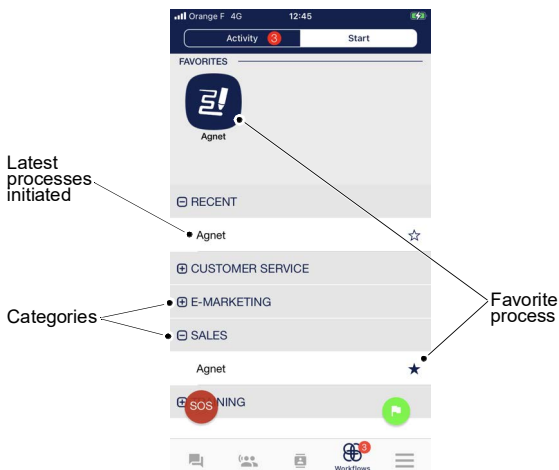 Orange F 4G 12:45
Activity 3 Start
FAVORITES
Agnet
Latest
processes
initiated
RECENT
Agnet
CUSTOMER SERVICE
E-MARKETING
Categories
Favorite
process
SALES
Agnet
SOS
NING
3
Workflows